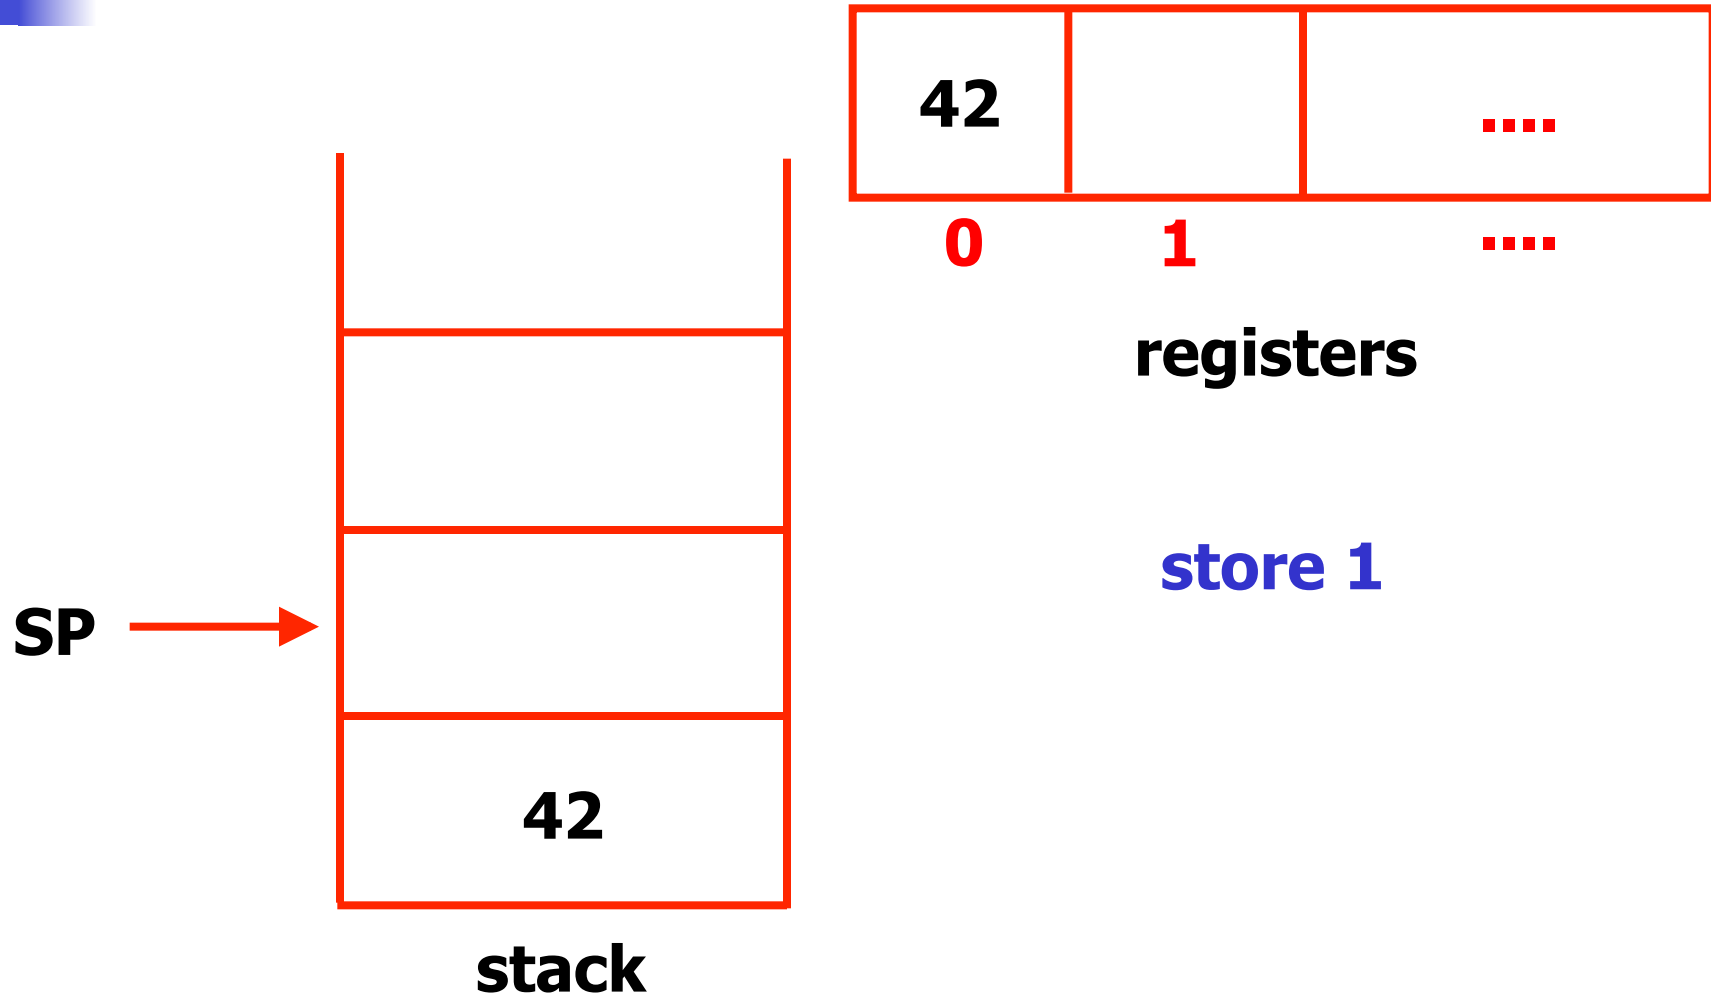 42 ....
0 1 ....
registers
store 1
SP
42
stack